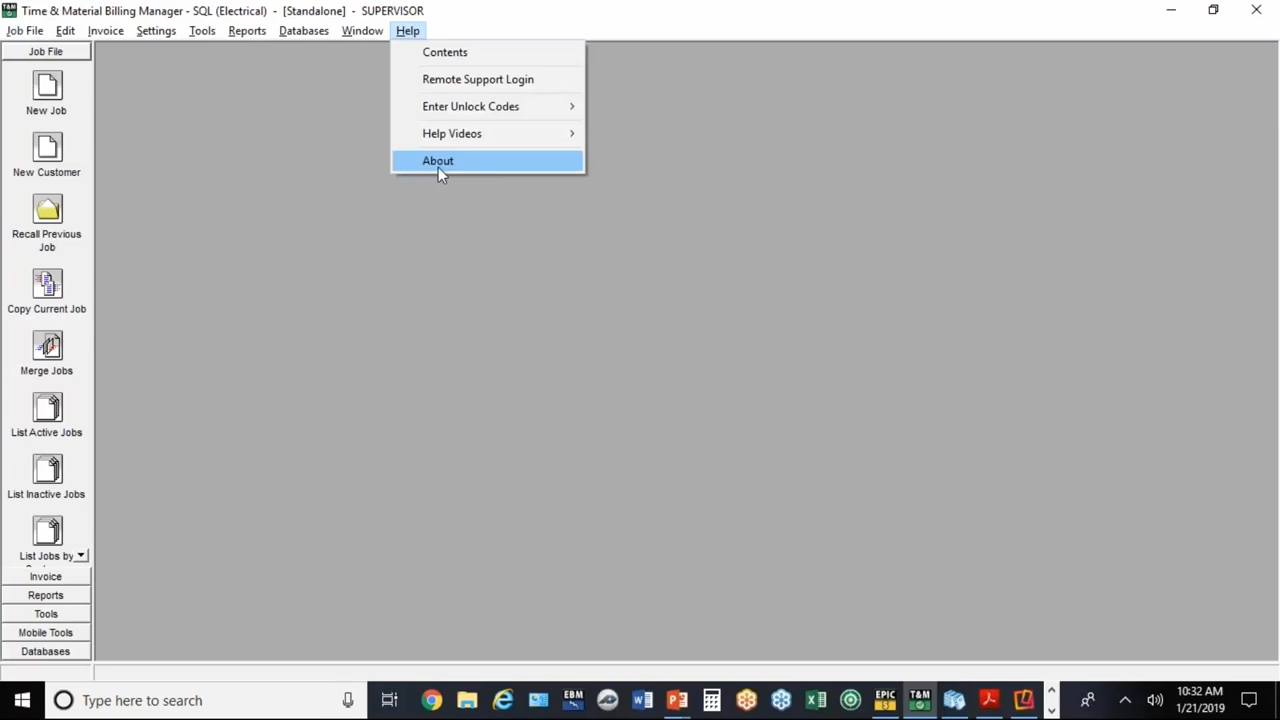 Time & Material Billing Manager - SQL (Electrical) - [Standalone] - SUPERVISOR
Job File Edit Invoice Settings Tools Reports Databases Window Help
Job File
New Job
New Customer
Recall Previous
Job
Copy Current Job
Merge Jobs
List Active Jobs
List Inactive Jobs
List Jobs by
Invoice
Reports
Tools
Mobile Tools
Databases
Contents
Remote Support Login
Enter Unlock Codes
Help Videos
About
Type here to search
EBM
EPIC
T&M
10:32 AM
1/21/2019